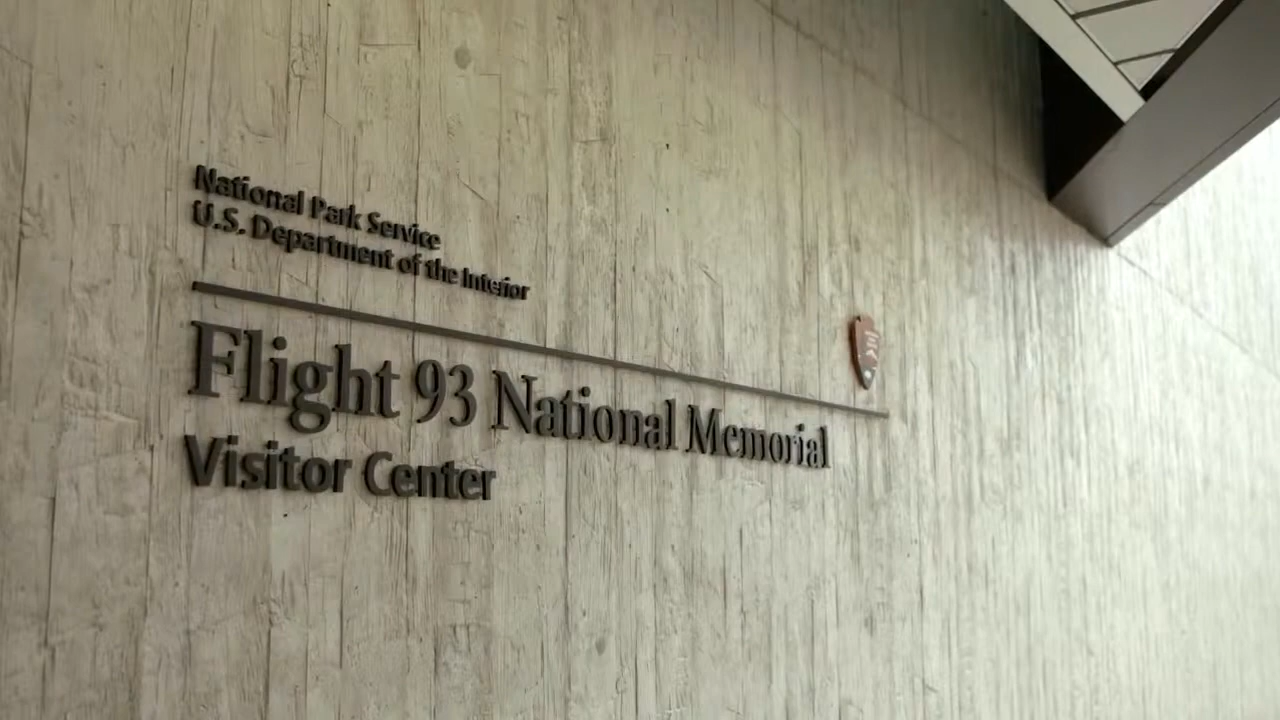 National Park Service
U.S. Department of the Interior
Flight 93 National Memorial
Visitor Center